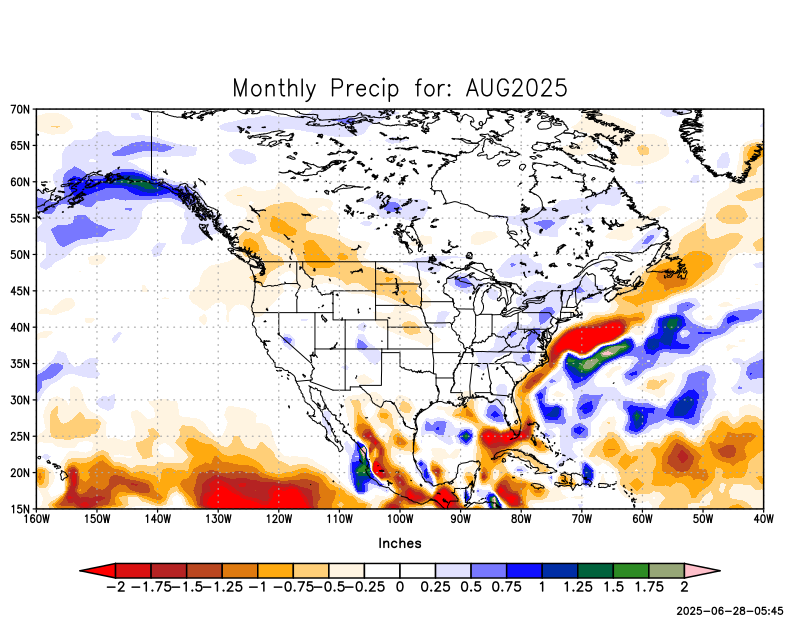 Monthly Precip for: AUG2025
70N
65N
60N
55N
50N
45N
40N
35N
30N
25N
20N
15N
160W 150W 140W 130W 120W 110W 100W 90W 80W 70W 60W 50W 40W
Inches
-2 -1.75 -1.5 -1.25 -1 -0.75 -0.5 -0.25 0 0.25 0.5 0.75 1 1.25 1.5 1.75 2
2025-06-28-05:45